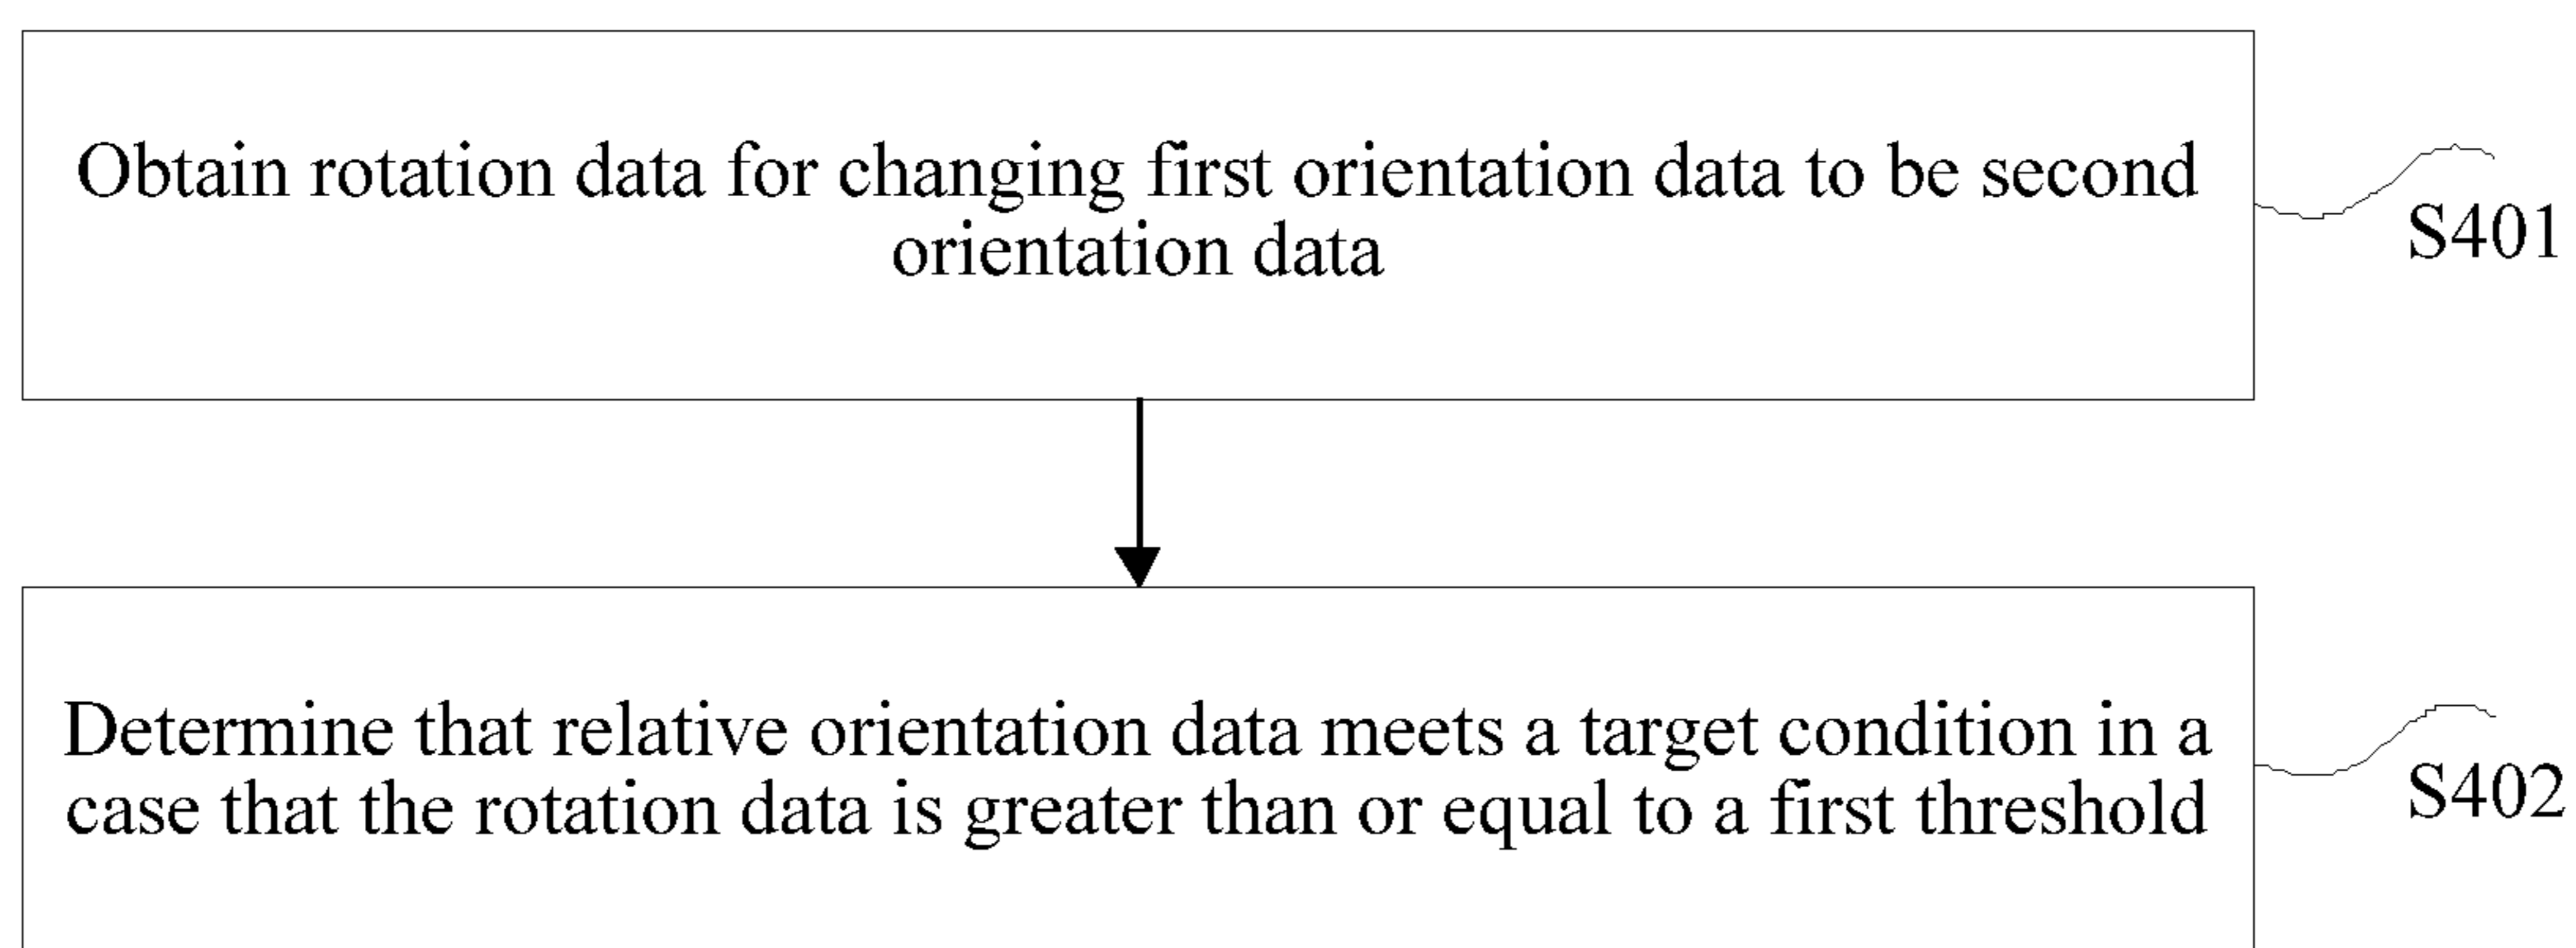 Obtain rotation data for changing first orientation data to be second
orientation data
S401
Determine that relative orientation data meets a target condition in a
case that the rotation data is greater than or equal to a first threshold
S402